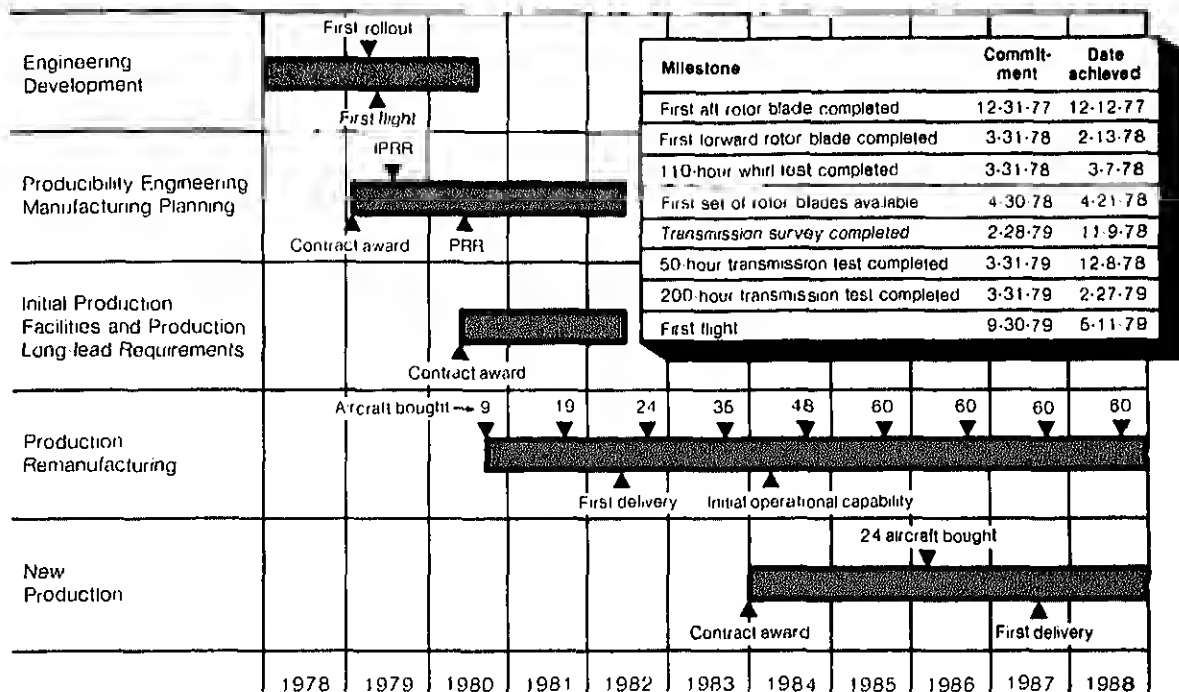 First rollout
Engineering
Development
First flight
Milestone Commit-ment Date achieved
First aft rotor blade completed 12-31-77 12-12-77
First forward rotor blade completed 3-31-78 2-13-78
110-hour whirl test completed 3-31-78 3-7-78
First set of rotor blades available 4-30-78 4-21-78
Transmission survey completed 2-28-79 11-9-78
50-hour transmission test completed 3-31-79 12-8-78
200-hour transmission test completed 3-31-79 2-27-79
First flight 9-30-79 5-11-79
IPRR
Producibility Engineering
Manufacturing Planning
Contract award PRR
Initial Production
Facilities and Production
Long-lead Requirements
Contract award
Aircraft bought 9 19 24 36 48 60 60 60 60
Production
Remanufacturing
First delivery Initial operational capability
24 aircraft bought
New
Production
Contract award First delivery
1978 1979 1980 1981 1982 1983 1984 1985 1986 1987 1988